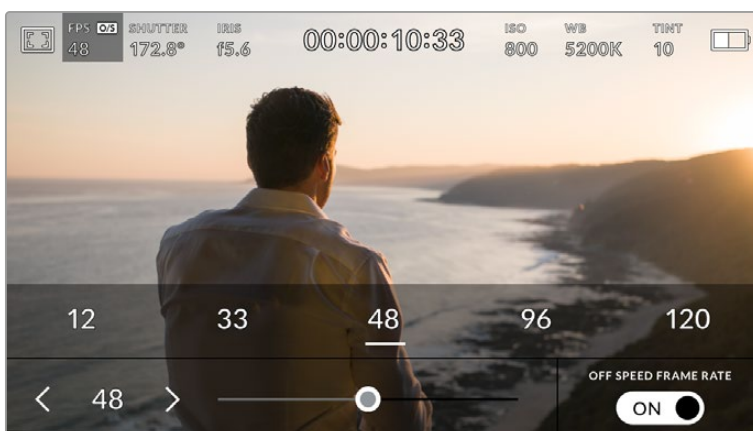 FPS O/S SHUTTER IRIS 00:00:10:33 ISO WB TINT
48 172.8° f5.6 800 5200K 10
12 33 48 96 120
OFF SPEED FRAME RATE
48 ON